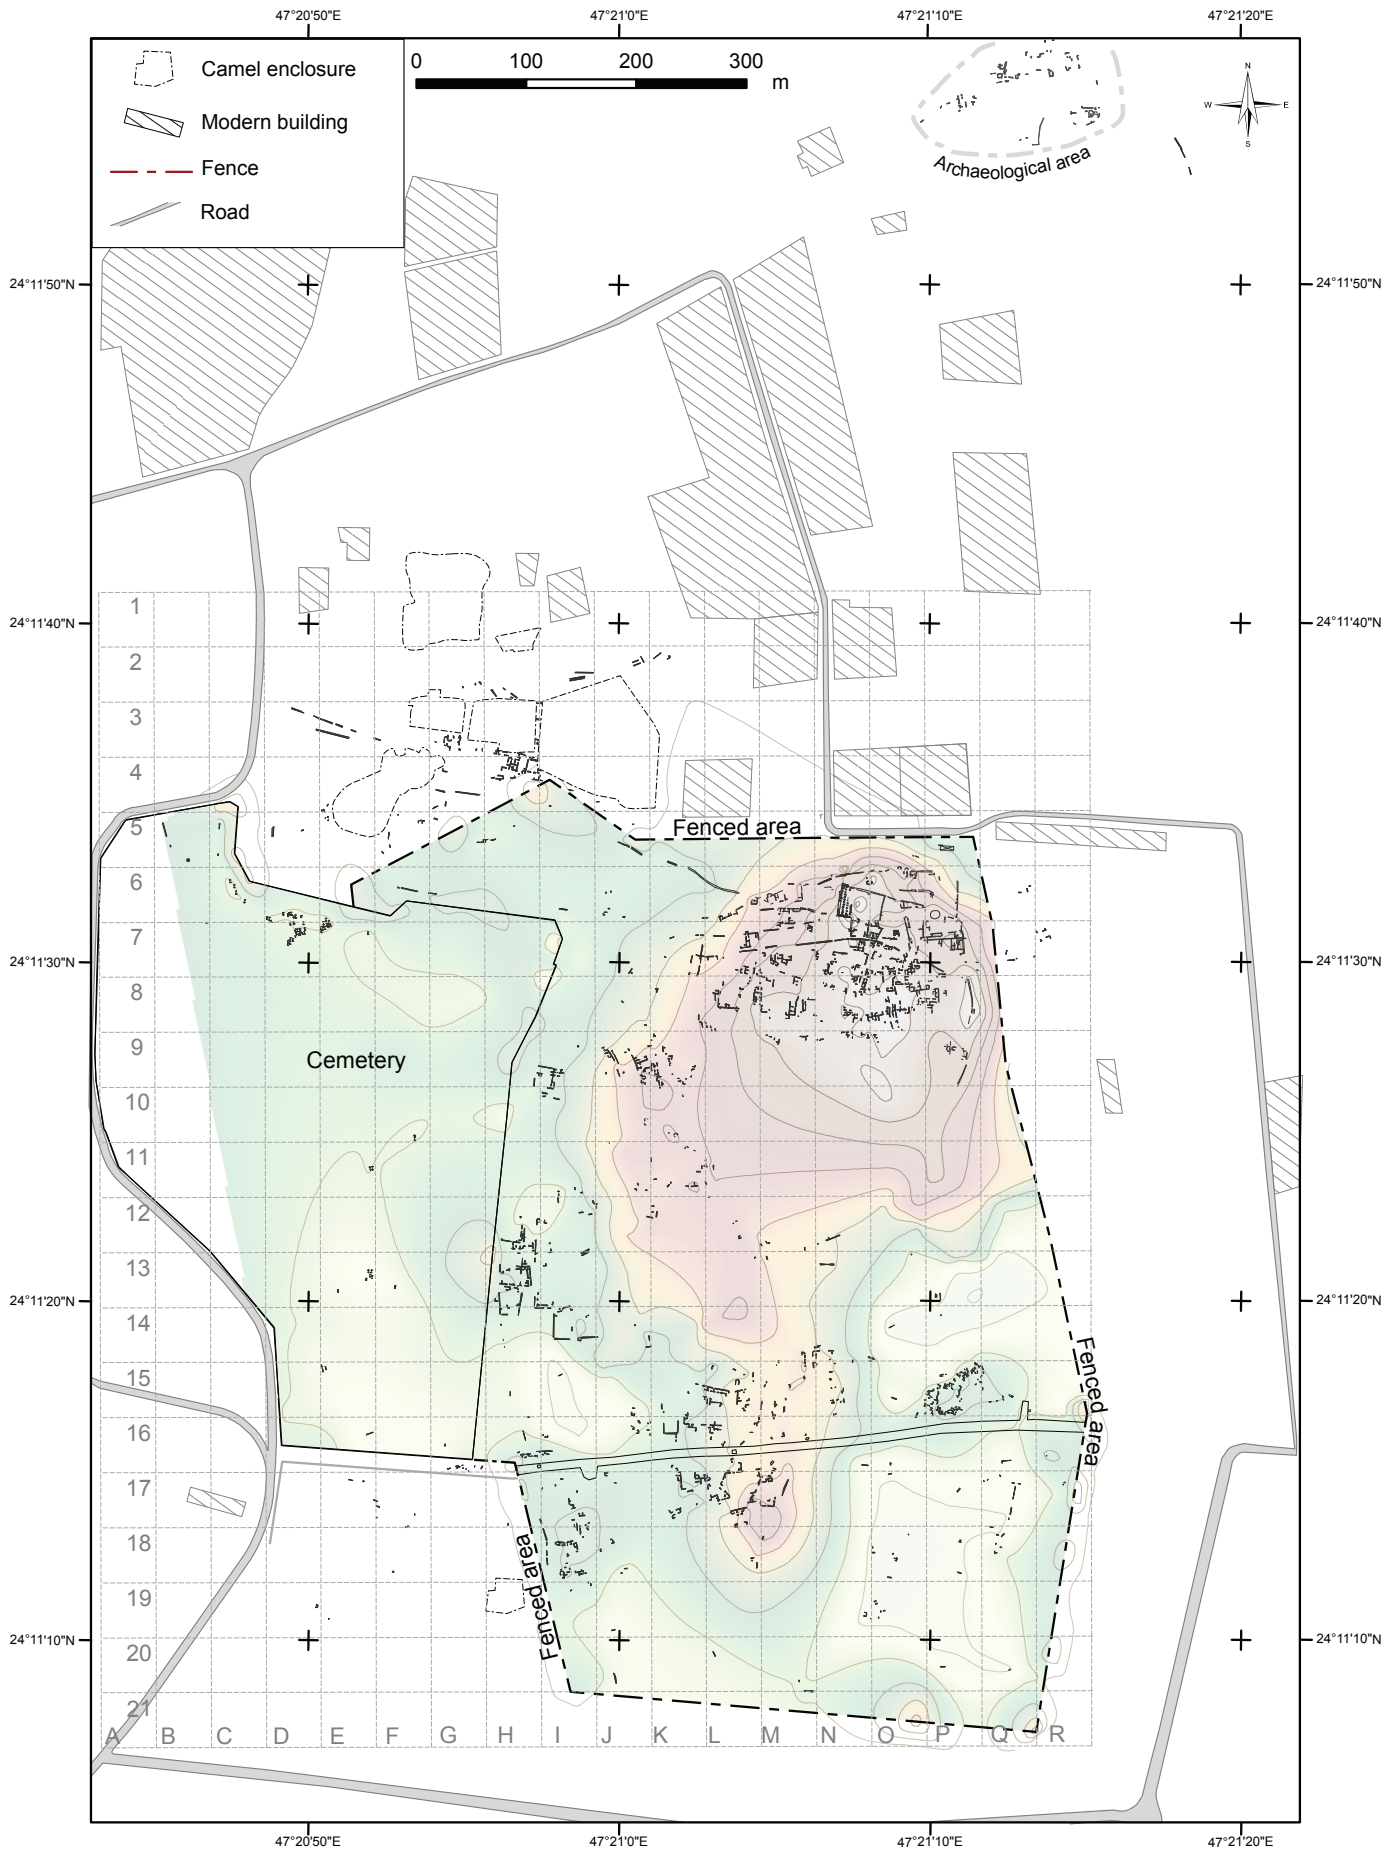 47°20'50"E
47°21'0"E
47°21'10"E
47°21'20"E
Camel enclosure
Modern building
Fence
Road
0 100 200 300
m
N
W E
S
Archaeological area
24°11'50"N
24°11'50"N
1
24°11'40"N
24°11'40"N
2
3
4
5
Fenced area
6
7
24°11'30"N
24°11'30"N
8
9
Cemetery
10
11
12
13
24°11'20"N
24°11'20"N
14
Fenced area
15
16
17
18
Fenced area
19
24°11'10"N
24°11'10"N
20
21
A B C D E F G H I J K L M N O P Q R
47°20'50"E
47°21'0"E
47°21'10"E
47°21'20"E